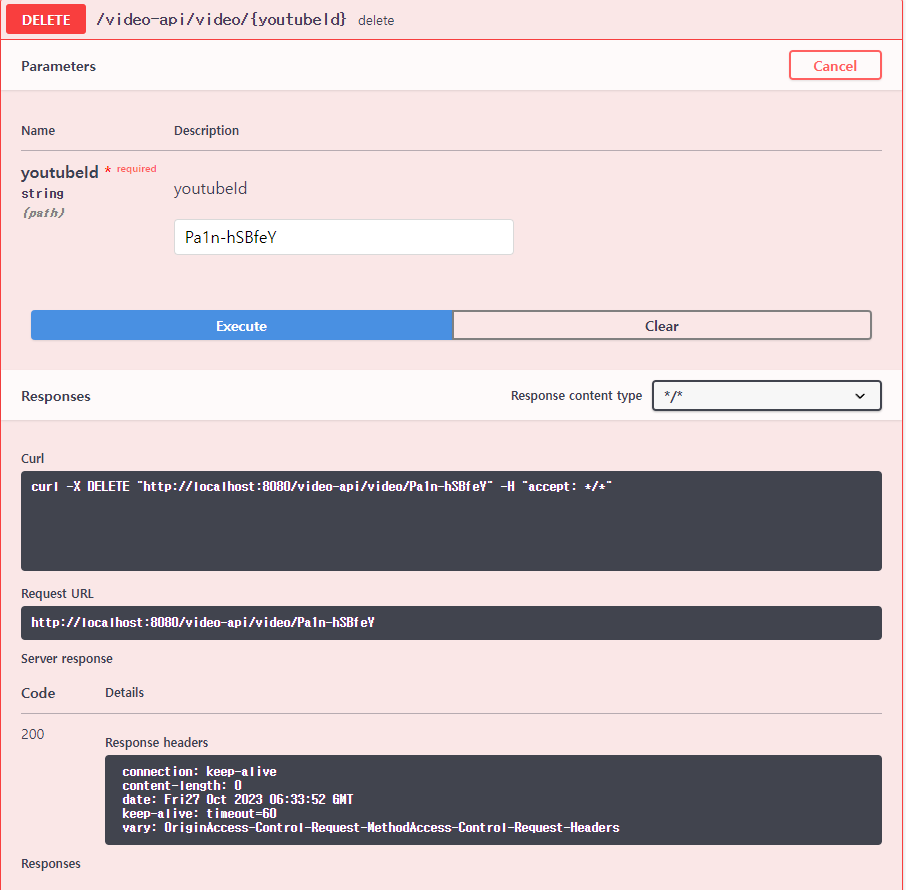 DELETE /video-api/video/{youtubeId} delete
Parameters Cancel
Name Description
youtubeId * required
string
(path)
youtubeId
Pa1n-hSBfeY
Execute Clear
Responses Response content type */*
Curl
curl -X DELETE "http://localhost:8080/video-api/video/Pa1n-hSBfeY" -H "accept: */*"
Request URL
http://localhost:8080/video-api/video/Pa1n-hSBfeY
Server response
Code Details
200
Response headers
connection: keep-alive
content-length: 0
date: Fri27 Oct 2023 06:33:52 GMT
keep-alive: timeout=60
vary: OriginAccess-Control-Request-MethodAccess-Control-Request-Headers
Responses